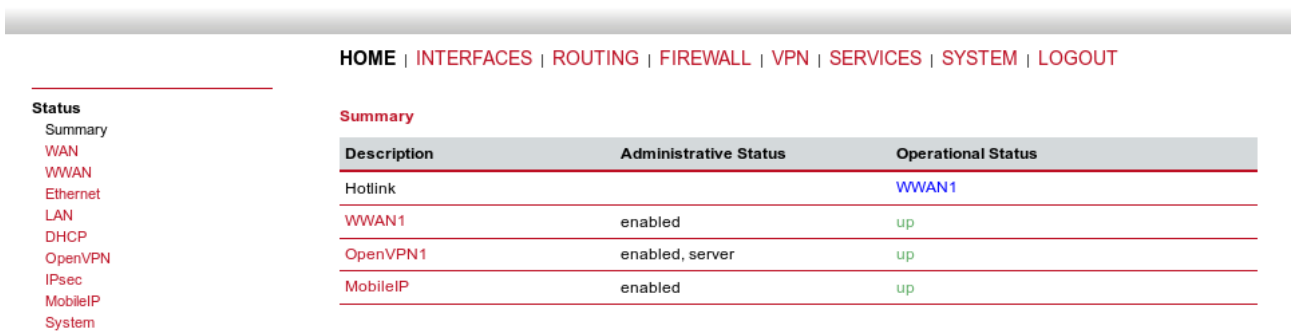 HOME | INTERFACES | ROUTING | FIREWALL | VPN | SERVICES | SYSTEM | LOGOUT
Status
Summary
WAN
WWAN
Ethernet
LAN
DHCP
OpenVPN
IPsec
MobileIP
System
Summary
Description Administrative Status Operational Status
Hotlink WWAN1
WWAN1 enabled up
OpenVPN1 enabled, server up
MobileIP enabled up